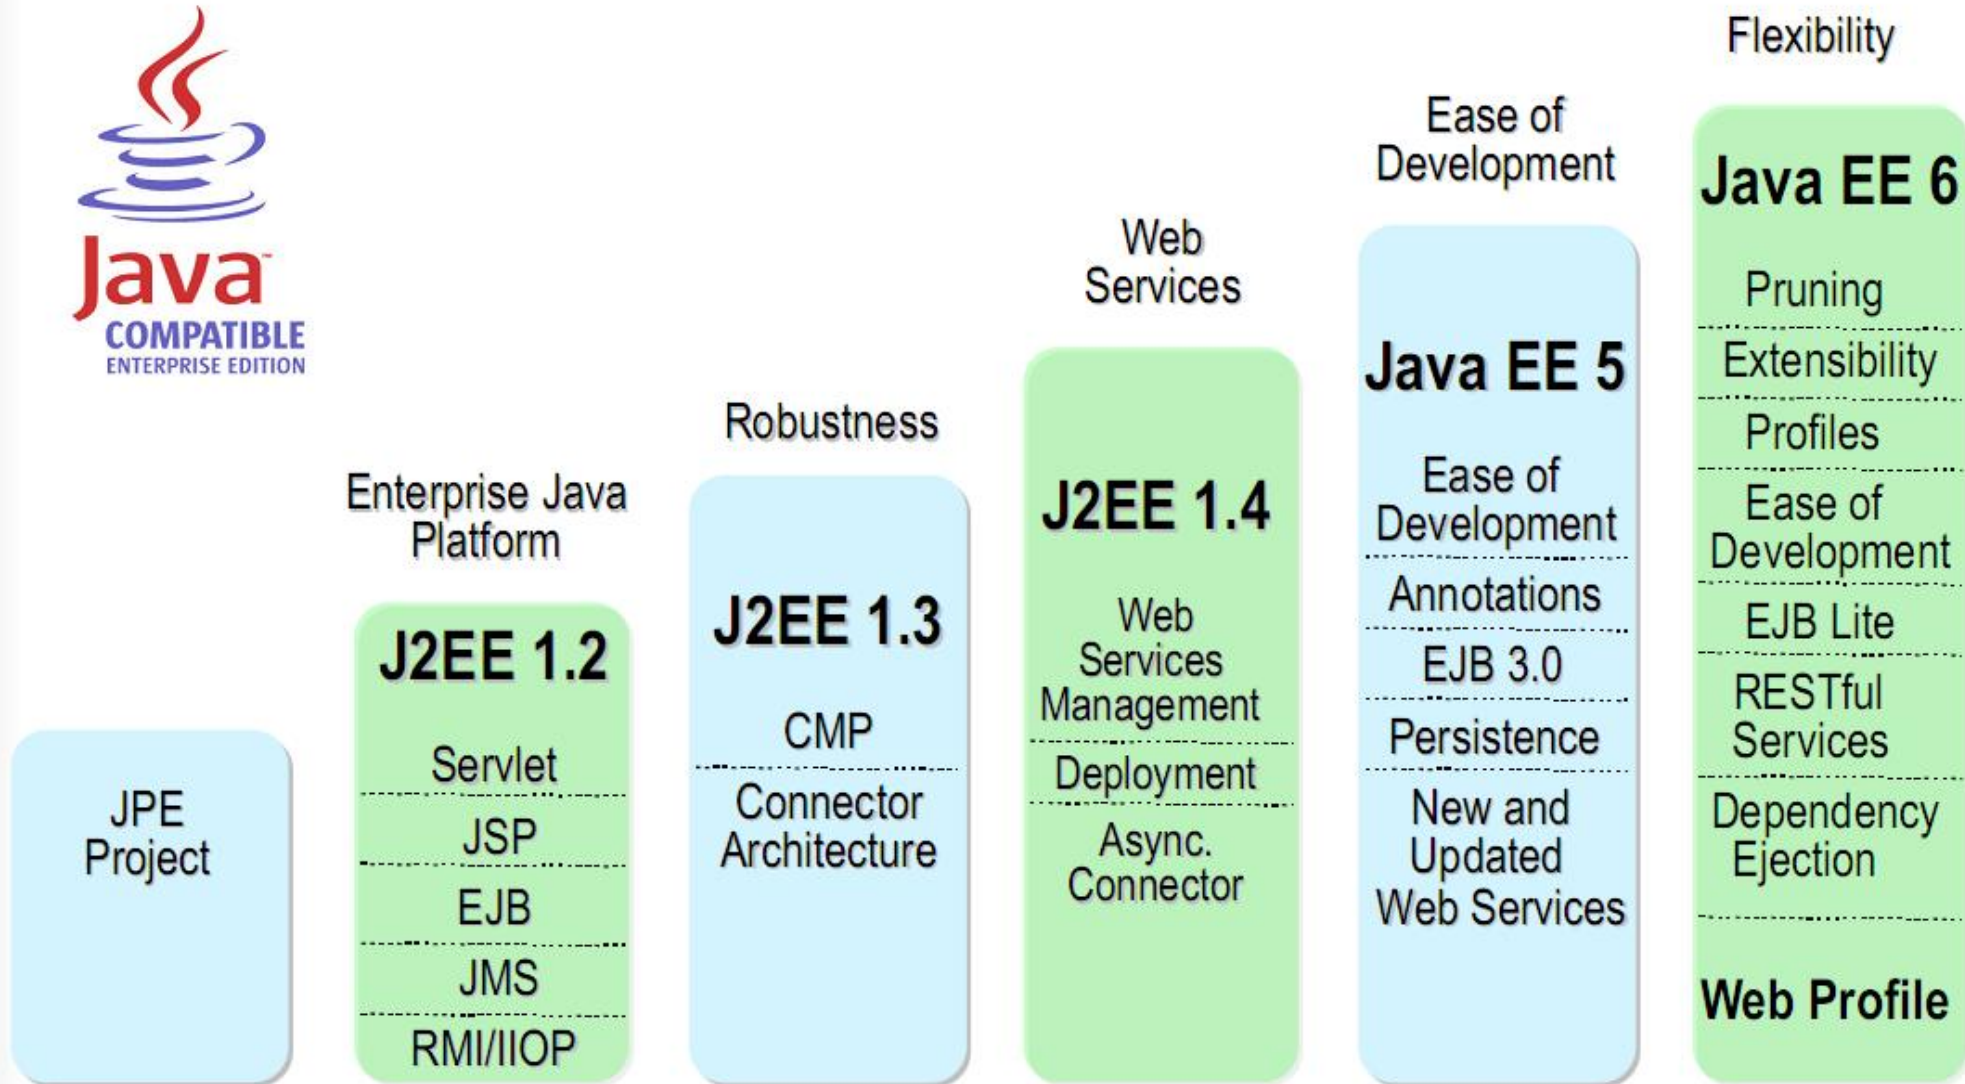 Java™
COMPATIBLE
ENTERPRISE EDITION
JPE
Project
Enterprise Java
Platform
J2EE 1.2
Servlet
JSP
EJB
JMS
RMI/IIOP
Robustness
J2EE 1.3
CMP
Connector
Architecture
Web
Services
J2EE 1.4
Web
Services
Management
Deployment
Async.
Connector
Ease of
Development
Java EE 5
Ease of
Development
Annotations
EJB 3.0
Persistence
New and
Updated
Web Services
Flexibility
Java EE 6
Pruning
Extensibility
Profiles
Ease of
Development
EJB Lite
RESTful
Services
Dependency
Ejection
Web Profile